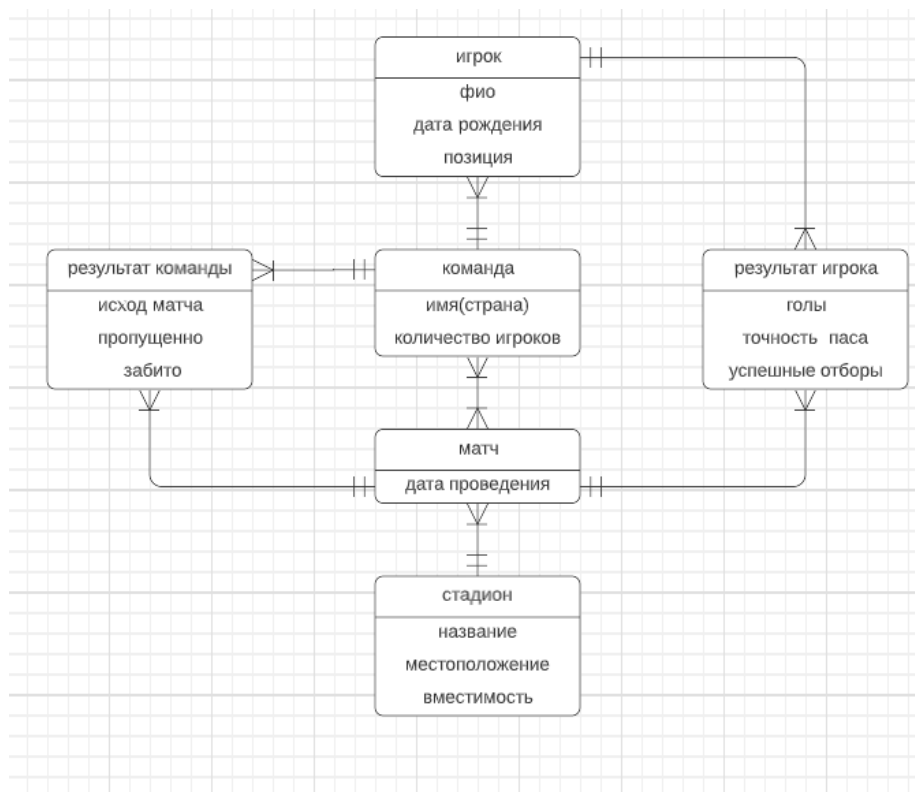 игрок
фио
дата рождения
позиция
результат команды
исход матча
пропущенно
забито
команда
имя(страна)
количество игроков
результат игрока
голы
точность паса
успешные отборы
матч
дата проведения
стадион
название
местоположение
вместимость